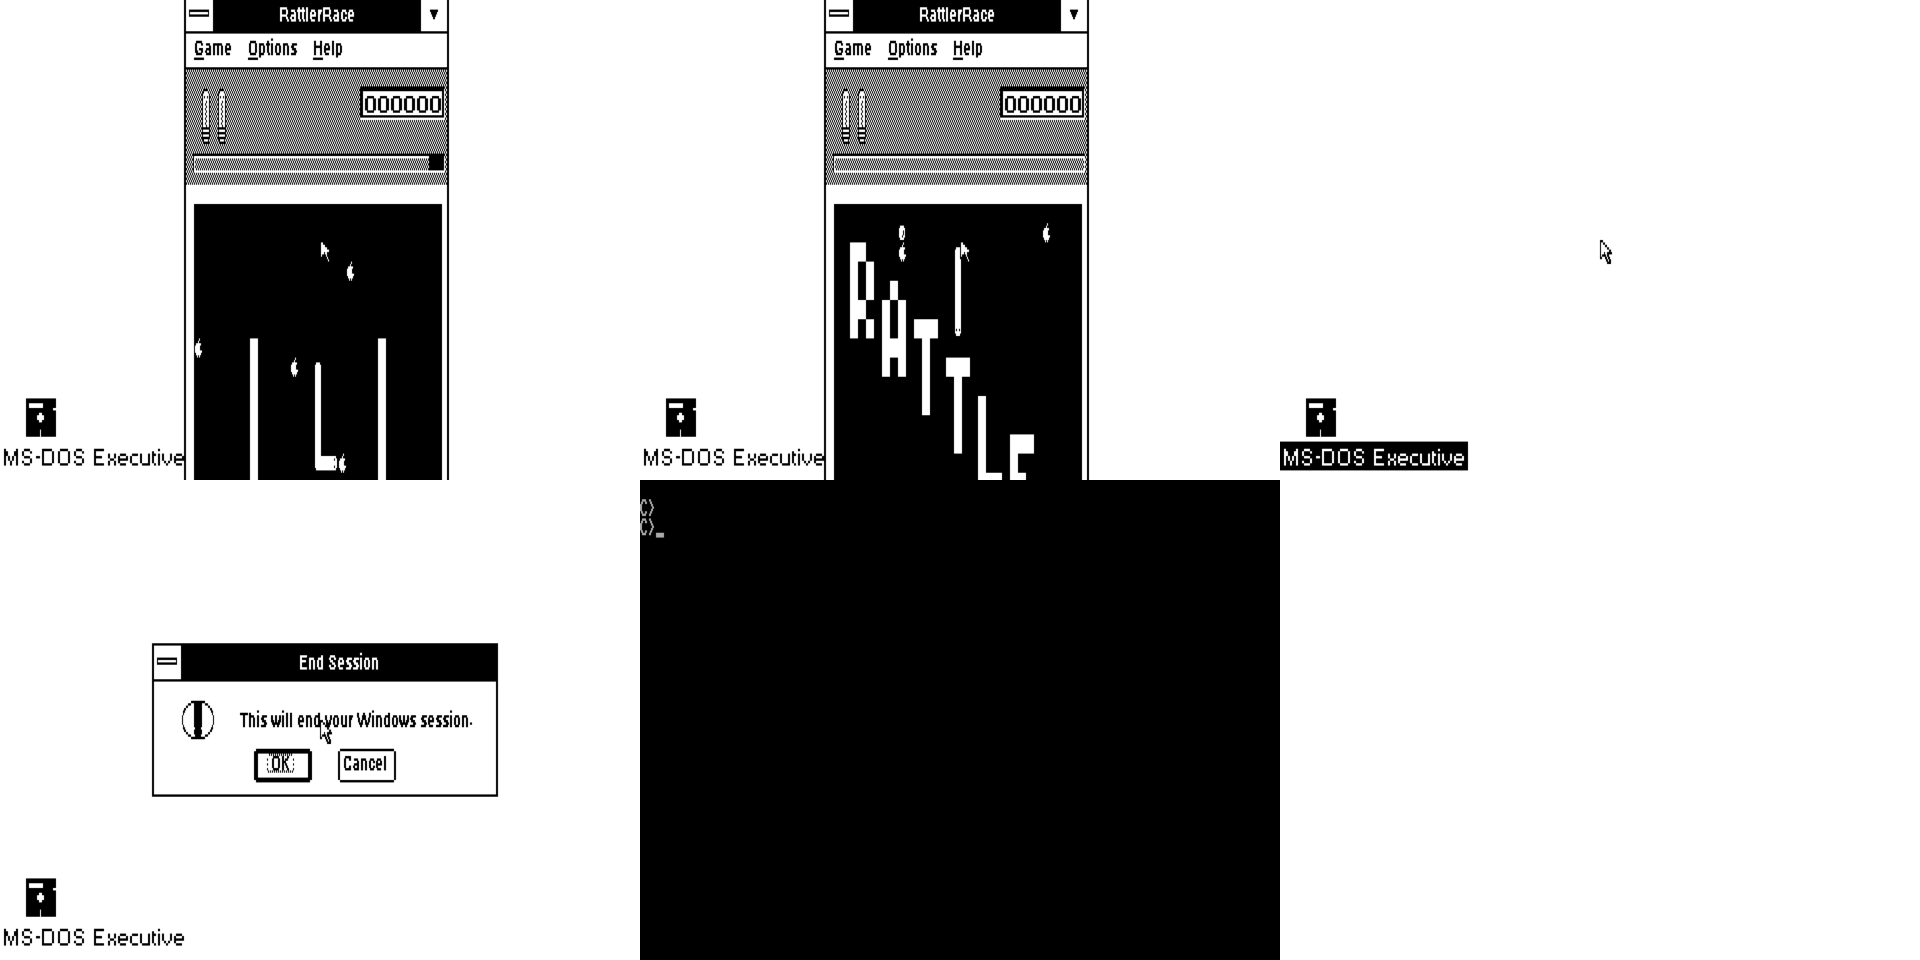 RattlerRace
Game Options Help
000000
MS-DOS Executive
RattlerRace
Game Options Help
000000
RATTLE
MS-DOS Executive
MS-DOS Executive
End Session
This will end your Windows session.
OK Cancel
MS-DOS Executive
C>
C>_